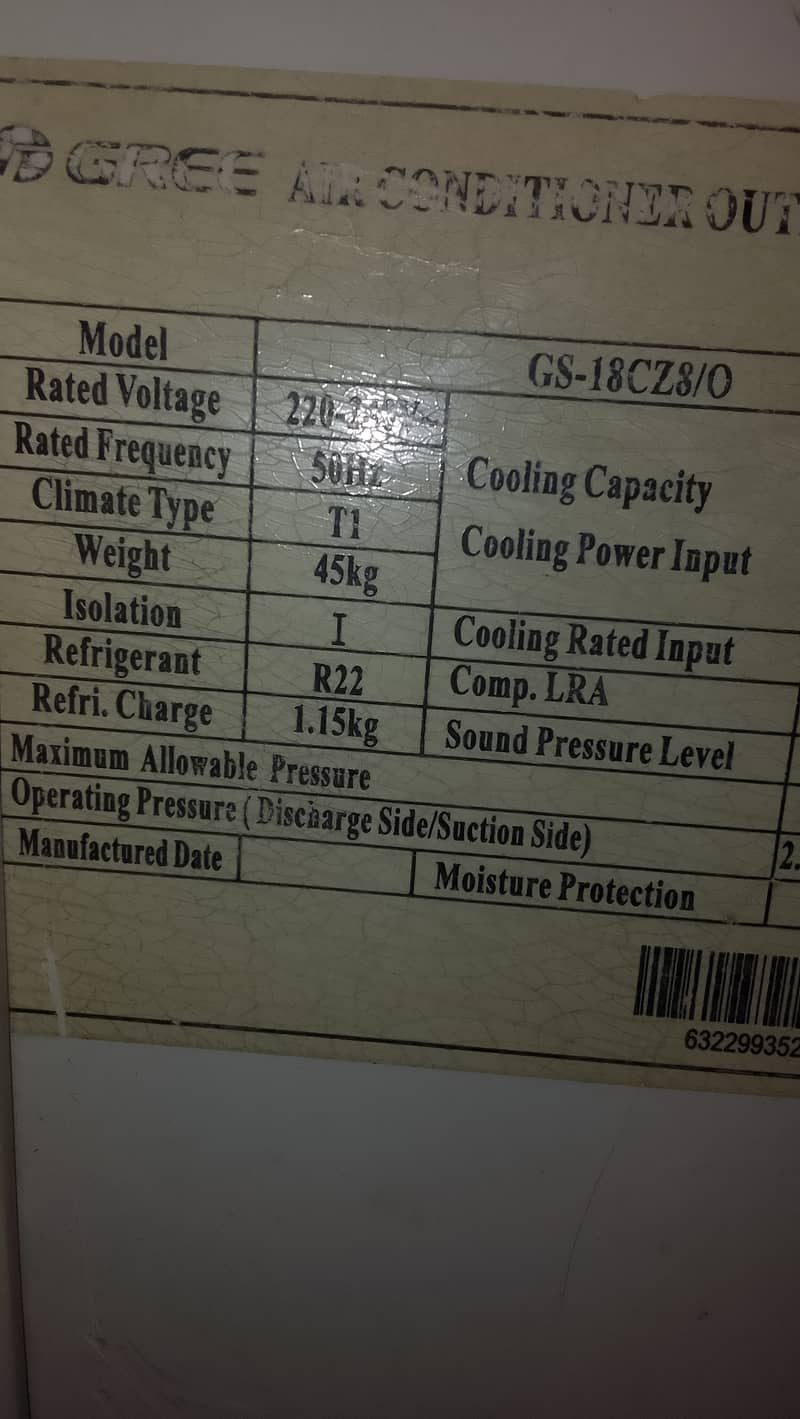 GREE AIR CONDITIONER OUT
Model GS-18CZ8/O
Rated Voltage
Rated Frequency 50Hz
Climate Type T1
Weight 45kg
Isolation I
Refrigerant R22
Refri. Charge 1.15kg
Cooling Capacity
Cooling Power Input
Cooling Rated Input
Comp. LRA
Sound Pressure Level
Maximum Allowable Pressure
Operating Pressure (Discharge Side/Suction Side) 2.
Manufactured Date Moisture Protection
632299352